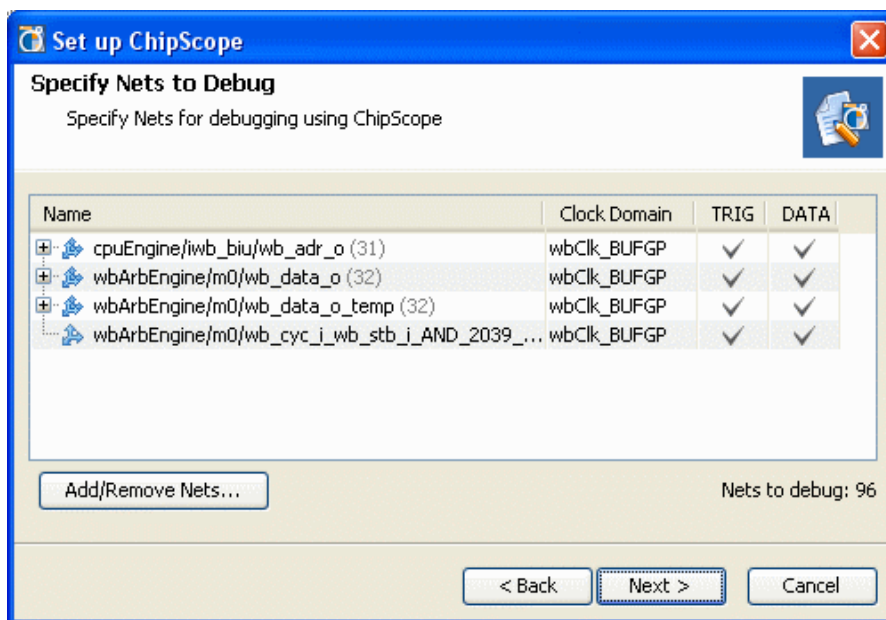 Set up ChipScope
Specify Nets to Debug
Specify Nets for debugging using ChipScope
Name Clock Domain TRIG DATA
cpuEngine/iwb_biu/wb_adr_o (31) wbClk_BUFGP
wbArbEngine/m0/wb_data_o (32) wbClk_BUFGP
wbArbEngine/m0/wb_data_o_temp (32) wbClk_BUFGP
wbArbEngine/m0/wb_cyc_i_wb_stb_i_AND_2039_... wbClk_BUFGP
Add/Remove Nets... Nets to debug: 96
< Back Next > Cancel